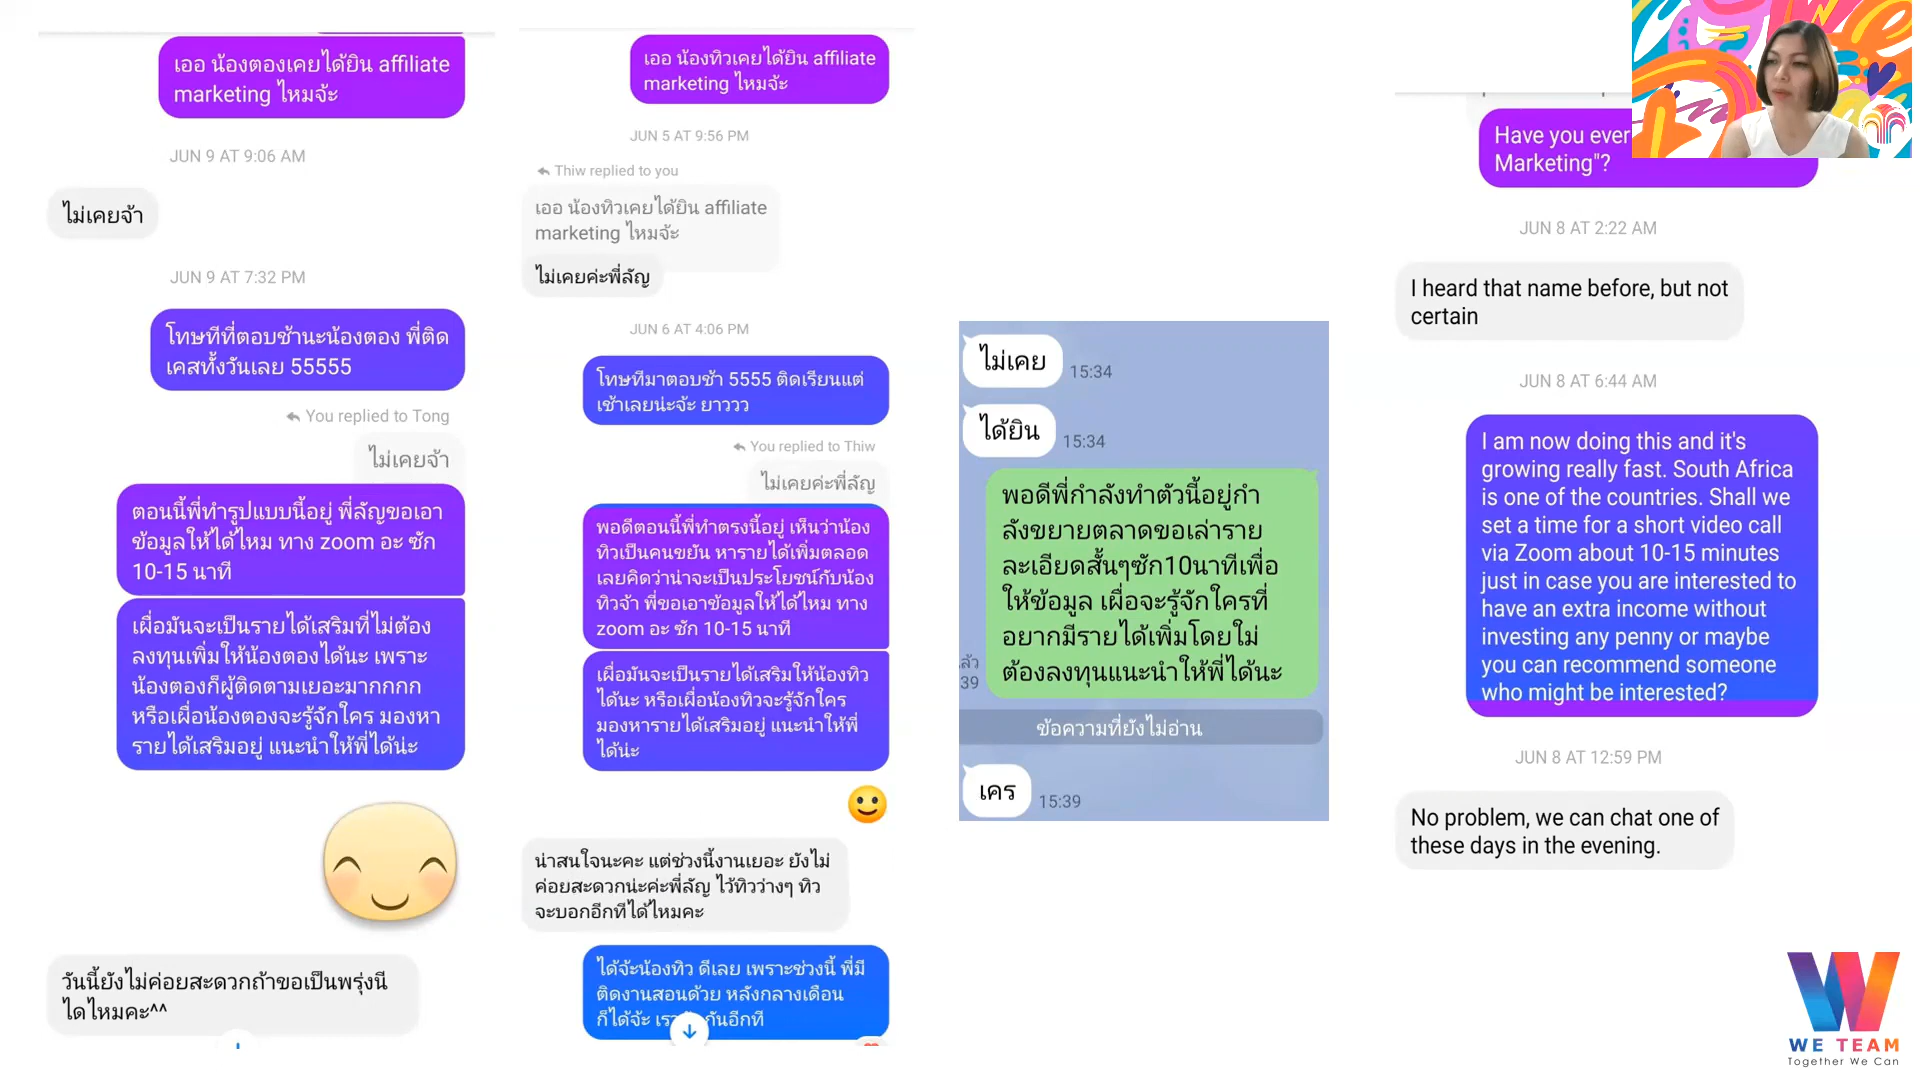 เออ น้องตองเคยได้ยิน affiliate
marketing ไหมจ้ะ
JUN 9 AT 9:06 AM
ไม่เคยจ้า
JUN 9 AT 7:32 PM
โทษทีที่ตอบช้านะน้องตอง พี่ติด
เคสทั้งวันเลย 55555
You replied to Tong
ไม่เคยจ้า
ตอนนี้พี่ทำรูปแบบนี้อยู่ พี่ลัญขอเอา
ข้อมูลให้ได้ไหม ทาง zoom อะ ซัก
10-15 นาที
เผื่อมันจะเป็นรายได้เสริมที่ไม่ต้อง
ลงทุนเพิ่มให้น้องตองได้นะ เพราะ
น้องตองก็ผู้ติดตามเยอะมากกกก
หรือเผื่อน้องตองจะรู้จักใคร มองหา
รายได้เสริมอยู่ แนะนำให้พี่ได้น่ะ
วันนี้ยังไม่ค่อยสะดวกถ้าขอเป็นพรุ่งนี้
ไดไหมคะ^^
เออ น้องทิวเคยได้ยิน affiliate
marketing ไหมจ้ะ
JUN 5 AT 9:56 PM
Thiw replied to you
เออ น้องทิวเคยได้ยิน affiliate
marketing ไหมจ้ะ
ไม่เคยค่ะพี่ลัญ
JUN 6 AT 4:06 PM
โทษทีมาตอบช้า 5555 ติดเรียนแต่
เช้าเลยน่ะจ้ะ ยาววว
You replied to Thiw
ไม่เคยค่ะพี่ลัญ
พอดีตอนนี้พี่ทำตรงนี้อยู่ เห็นว่าน้อง
ทิวเป็นคนขยัน หารายได้เพิ่มตลอด
เลยคิดว่าน่าจะเป็นประโยชน์กับน้อง
ทิวจ้า พี่ขอเอาข้อมูลให้ได้ไหม ทาง
zoom อะ ซัก 10-15 นาที
เผื่อมันจะเป็นรายได้เสริมให้น้องทิว
ได้นะ หรือเผื่อน้องทิวจะรู้จักใคร
มองหารายได้เสริมอยู่ แนะนำให้พี่
ได้น่ะ
น่าสนใจนะคะ แต่ช่วงนี้งานเยอะ ยังไม่
ค่อยสะดวกน่ะค่ะพี่ลัญ ไว้ทิวว่างๆ ทิว
จะบอกอีกทีได้ไหมคะ
ได้จ้ะน้องทิว ดีเลย เพราะช่วงนี้ พี่มี
ติดงานสอนด้วย หลังกลางเดือน
ก็ได้จ้ะ กันอีกที
ไม่เคย
15:34
ได้ยิน
15:34
พอดีพี่กำลังทำตัวนี้อยู่กำ
ลังขยายตลาดขอเล่าราย
ละเอียดสั้นๆซัก10นาทีเพื่อ
ให้ข้อมูล เผื่อจะรู้จักใครที่
อยากมีรายได้เพิ่มโดยไม่
ต้องลงทุนแนะนำให้พี่ได้นะ
ข้อความที่ยังไม่อ่าน
เคร
15:39
Have you ever
Marketing"?
JUN 8 AT 2:22 AM
I heard that name before, but not
certain
JUN 8 AT 6:44 AM
I am now doing this and it's
growing really fast. South Africa
is one of the countries. Shall we
set a time for a short video call
via Zoom about 10-15 minutes
just in case you are interested to
have an extra income without
investing any penny or maybe
you can recommend someone
who might be interested?
JUN 8 AT 12:59 PM
No problem, we can chat one of
these days in the evening.
WE TEAM
Together We Can